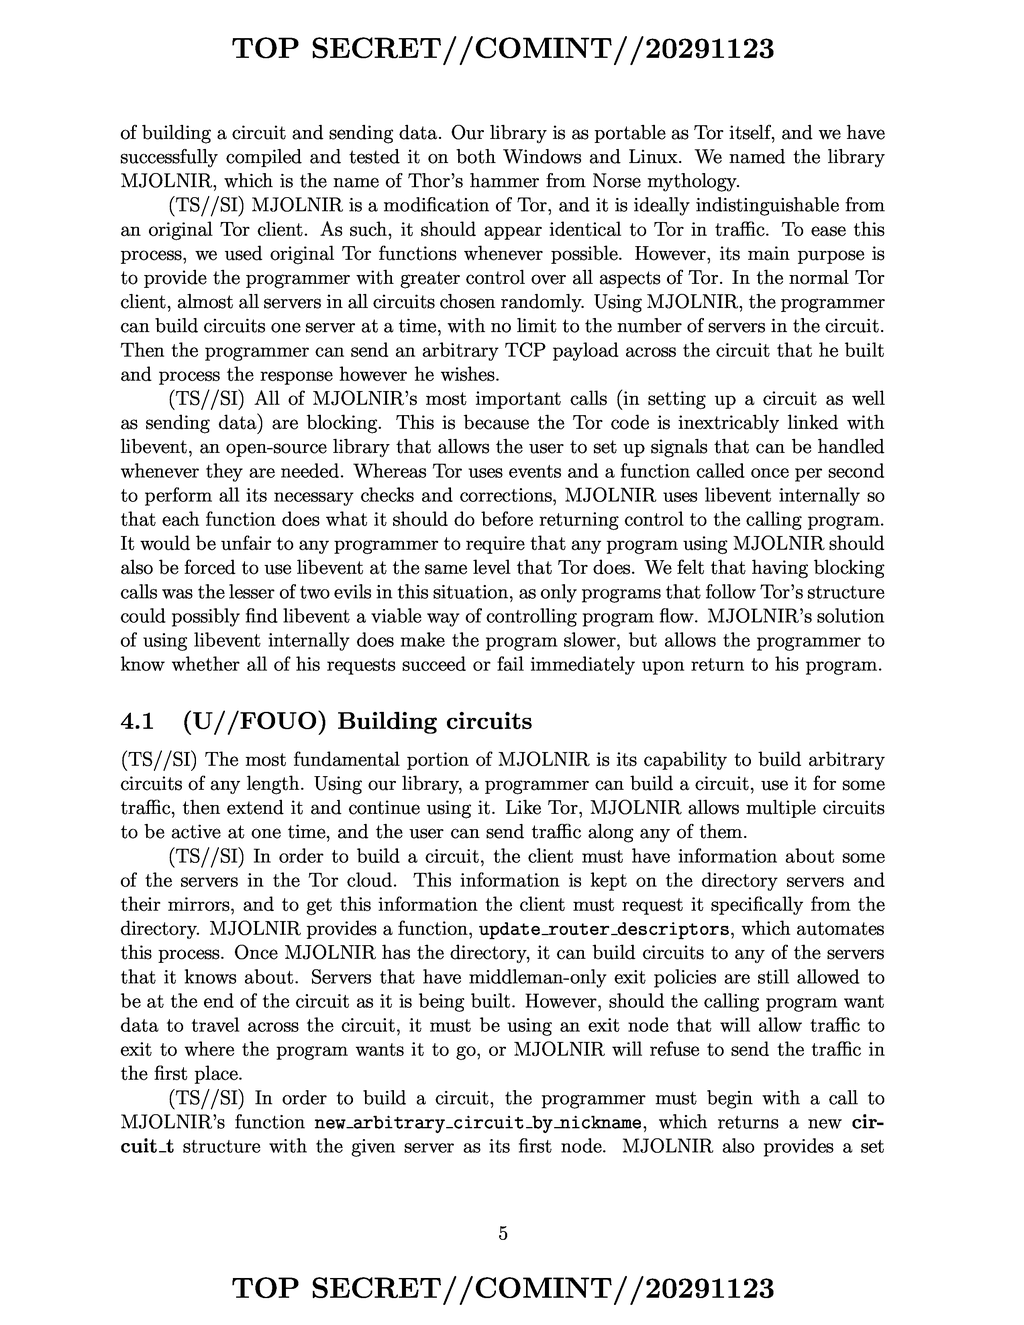 TOP SECRET//COMINT//20291123
of building a circuit and sending data. Our library is as portable as Tor itself, and we have
successfully compiled and tested it on both Windows and Linux. We named the library
MJOLNIR, which is the name of Thor's hammer from Norse mythology.
(TS//SI) MJOLNIR is a modification of Tor, and it is ideally indistinguishable from
an original Tor client. As such, it should appear identical to Tor in traffic. To ease this
process, we used original Tor functions whenever possible. However, its main purpose is
to provide the programmer with greater control over all aspects of Tor. In the normal Tor
client, almost all servers in all circuits chosen randomly. Using MJOLNIR, the programmer
can build circuits one server at a time, with no limit to the number of servers in the circuit.
Then the programmer can send an arbitrary TCP payload across the circuit that he built
and process the response however he wishes.
(TS//SI) All of MJOLNIR's most important calls (in setting up a circuit as well
as sending data) are blocking. This is because the Tor code is inextricably linked with
libevent, an open-source library that allows the user to set up signals that can be handled
whenever they are needed. Whereas Tor uses events and a function called once per second
to perform all its necessary checks and corrections, MJOLNIR uses libevent internally so
that each function does what it should do before returning control to the calling program.
It would be unfair to any programmer to require that any program using MJOLNIR should
also be forced to use libevent at the same level that Tor does. We felt that having blocking
calls was the lesser of two evils in this situation, as only programs that follow Tor's structure
could possibly find libevent a viable way of controlling program flow. MJOLNIR's solution
of using libevent internally does make the program slower, but allows the programmer to
know whether all of his requests succeed or fail immediately upon return to his program.
4.1 (U//FOUO) Building circuits
(TS//SI) The most fundamental portion of MJOLNIR is its capability to build arbitrary
circuits of any length. Using our library, a programmer can build a circuit, use it for some
traffic, then extend it and continue using it. Like Tor, MJOLNIR allows multiple circuits
to be active at one time, and the user can send traffic along any of them.
(TS//SI) In order to build a circuit, the client must have information about some
of the servers in the Tor cloud. This information is kept on the directory servers and
their mirrors, and to get this information the client must request it specifically from the
directory. MJOLNIR provides a function, update_router_descriptors, which automates
this process. Once MJOLNIR has the directory, it can build circuits to any of the servers
that it knows about. Servers that have middleman-only exit policies are still allowed to
be at the end of the circuit as it is being built. However, should the calling program want
data to travel across the circuit, it must be using an exit node that will allow traffic to
exit to where the program wants it to go, or MJOLNIR will refuse to send the traffic in
the first place.
(TS//SI) In order to build a circuit, the programmer must begin with a call to
MJOLNIR's function new_arbitrary_circuit_by_nickname, which returns a new cir-
cuit_t structure with the given server as its first node. MJOLNIR also provides a set
5
TOP SECRET//COMINT//20291123